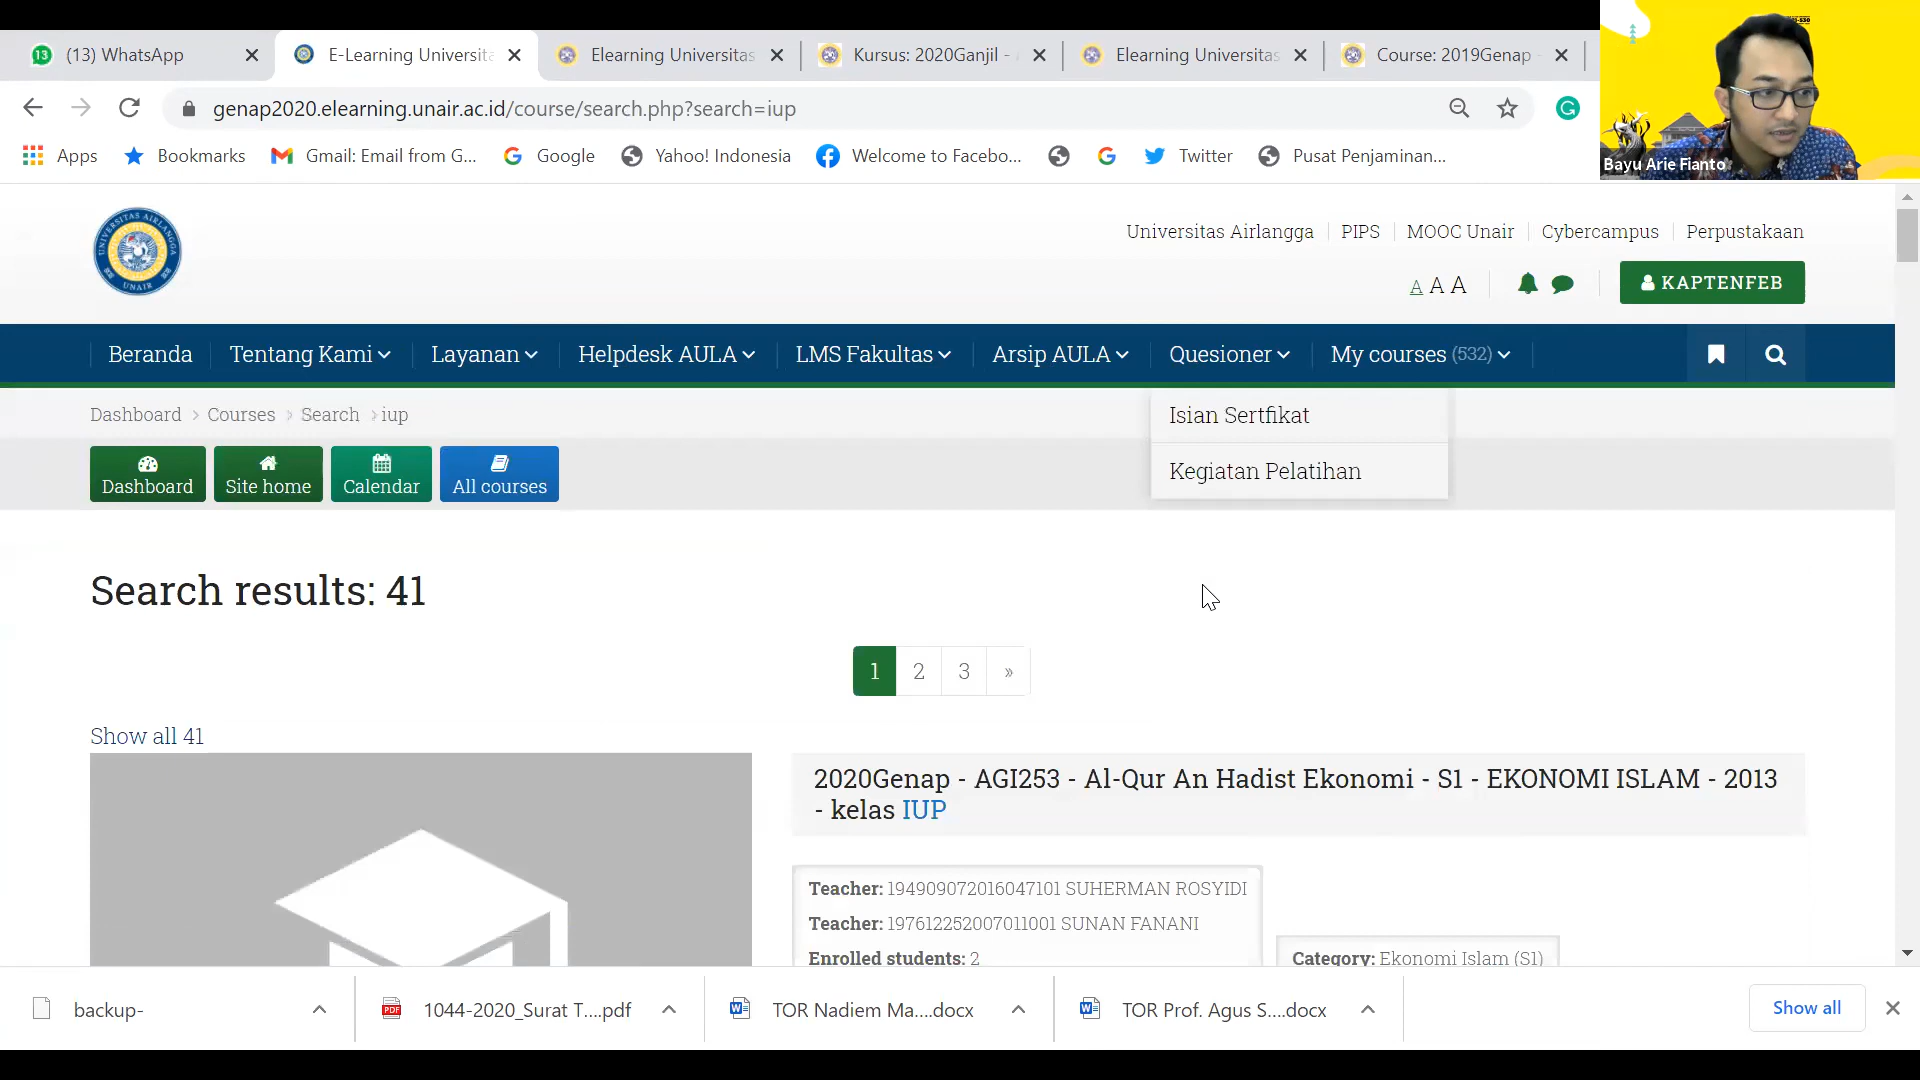 13 (13) WhatsApp
E-Learning Universita
Elearning Universitas
Kursus: 2020Ganjil -
Elearning Universitas
Course: 2019Genap -
genap2020.elearning.unair.ac.id/course/search.php?search=iup
Apps Bookmarks Gmail: Email from G... Google Yahoo! Indonesia Welcome to Facebo... Twitter Pusat Penjaminan...
Bayu Arie Fianto
UNIVERSITAS AIRLANGGA
UNAIR
Universitas Airlangga PIPS MOOC Unair Cybercampus Perpustakaan
A A A KAPTENFEB
Beranda Tentang Kami Layanan Helpdesk AULA LMS Fakultas Arsip AULA Quesioner My courses (532)
Dashboard Courses Search iup
Isian Sertfikat
Kegiatan Pelatihan
Dashboard Site home Calendar All courses
Search results: 41
1 2 3 »
Show all 41
2020Genap - AGI253 - Al-Qur An Hadist Ekonomi - S1 - EKONOMI ISLAM - 2013
- kelas IUP
Teacher: 194909072016047101 SUHERMAN ROSYIDI
Teacher: 197612252007011001 SUNAN FANANI
Enrolled students: 2
Category: Ekonomi Islam (S1)
backup-
PDF 1044-2020_Surat T....pdf
TOR Nadiem Ma....docx
TOR Prof. Agus S....docx
Show all